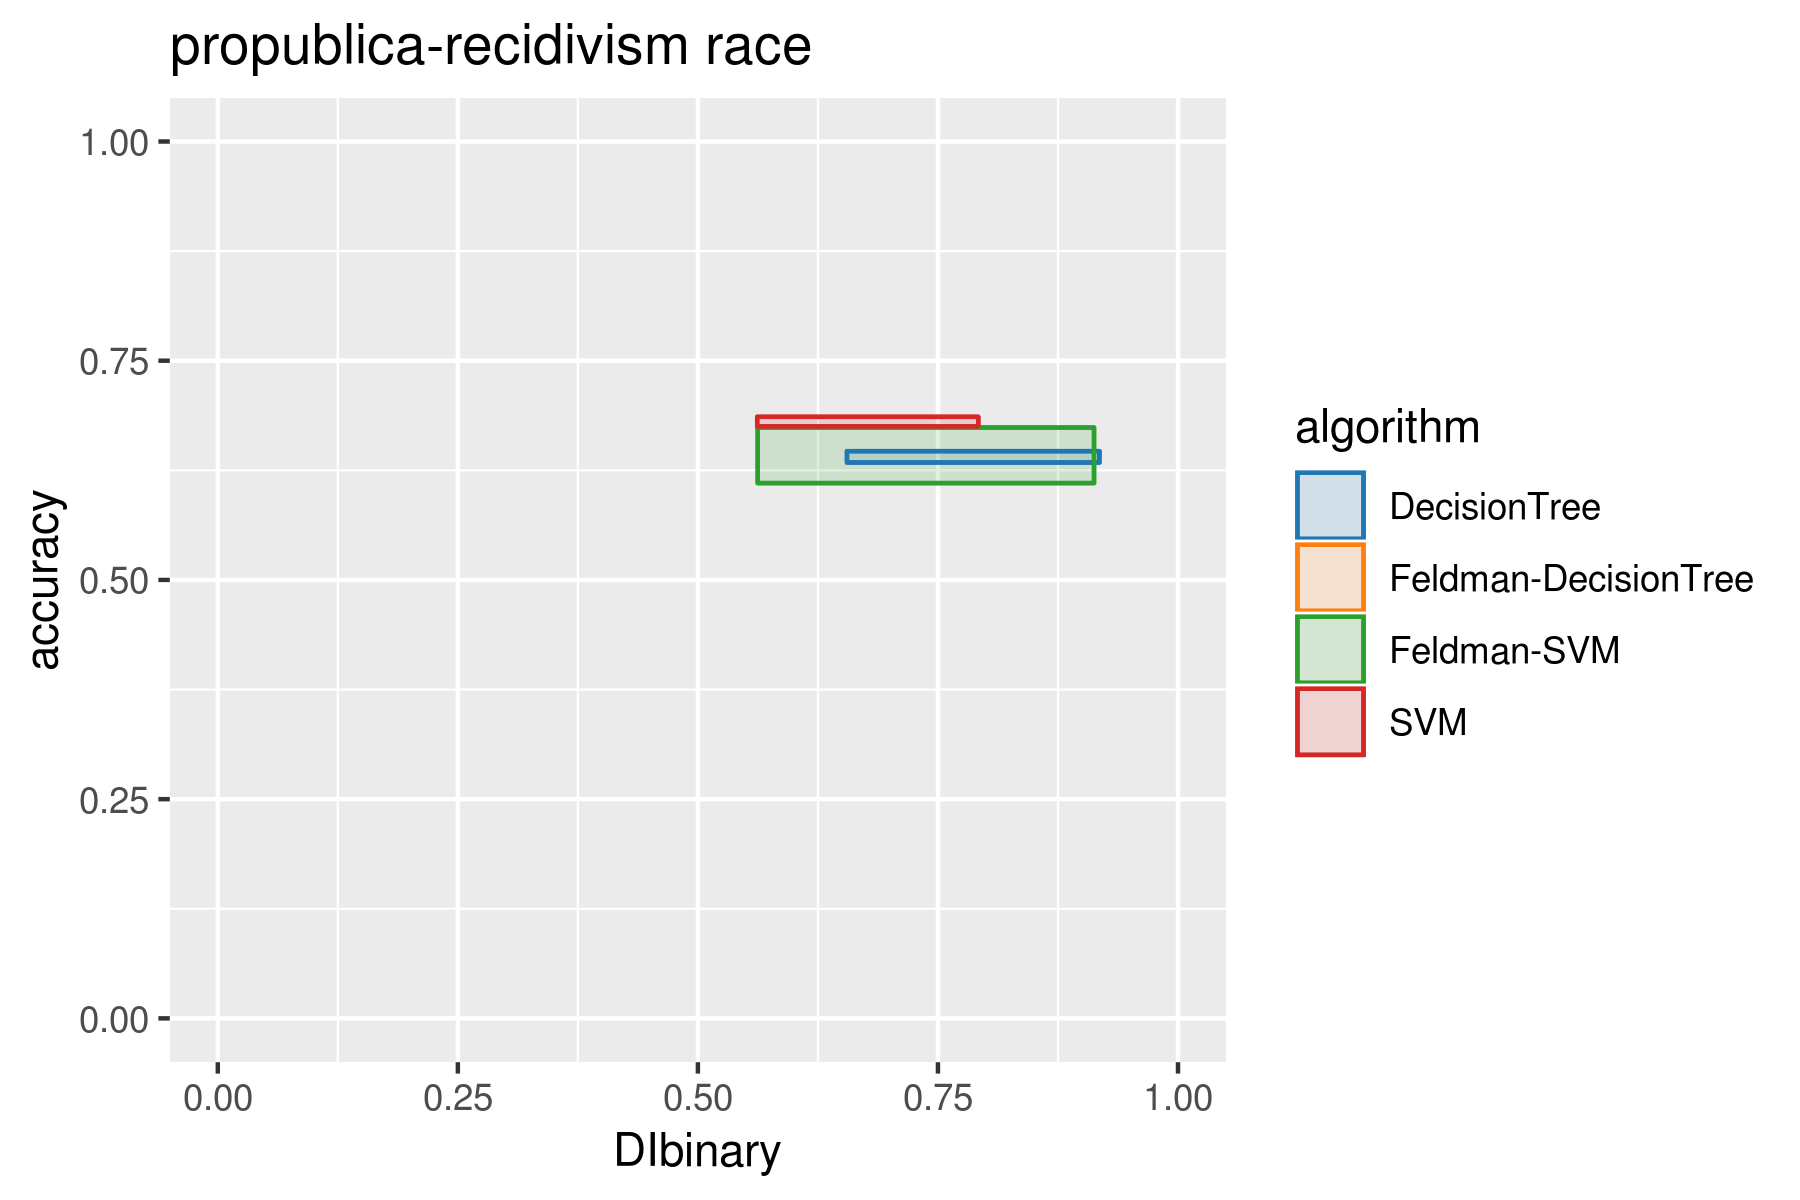 propublica-recidivism race
accuracy
1.00
0.75
0.50
0.25
0.00
0.00 0.25 0.50 0.75 1.00
DIbinary
algorithm
DecisionTree
Feldman-DecisionTree
Feldman-SVM
SVM